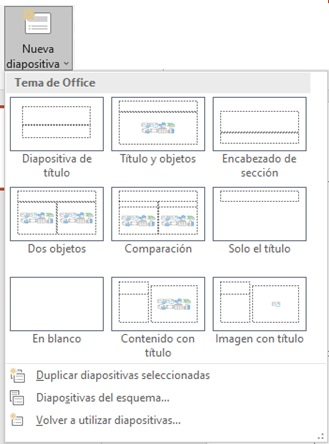 Nueva
diapositiva
Tema de Office
Diapositiva de
título
Título y objetos
Encabezado de
sección
Dos objetos
Comparación
Solo el título
En blanco
Contenido con
título
Imagen con título
Duplicar diapositivas seleccionadas
Diapositivas del esquema...
Volver a utilizar diapositivas...